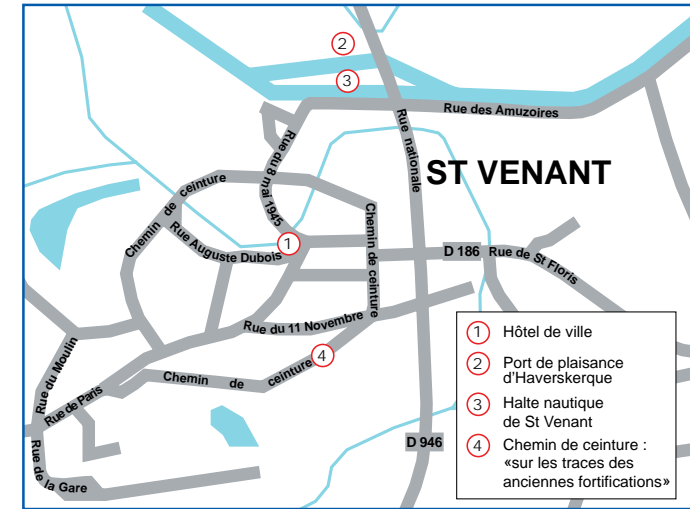 2
3
Rue des Amuzoires
Rue nationale
Rue du 8 mai 1945
ST VENANT
Chemin de ceinture
Chemin de ceinture
Rue Auguste Dubois
1
D 186
Rue de St Floris
Rue du 11 Novembre
4
Chemin de ceinture
Rue du Moulin
Rue de Paris
Rue de la Gare
D 946
1 Hôtel de ville
2 Port de plaisance
d'Haverskerque
3 Halte nautique
de St Venant
4 Chemin de ceinture :
«sur les traces des
anciennes fortifications»